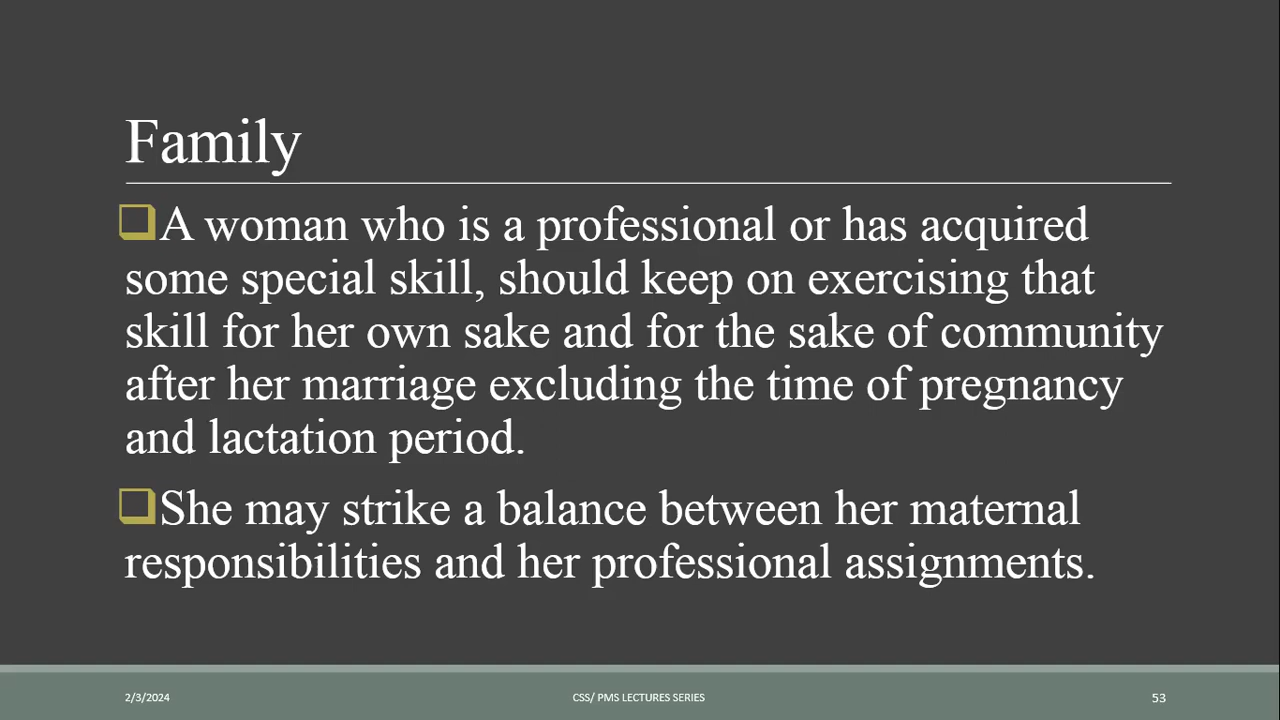 Family
A woman who is a professional or has acquired
some special skill, should keep on exercising that
skill for her own sake and for the sake of community
after her marriage excluding the time of pregnancy
and lactation period.
She may strike a balance between her maternal
responsibilities and her professional assignments.
2/3/2024
CSS/ PMS LECTURES SERIES
53